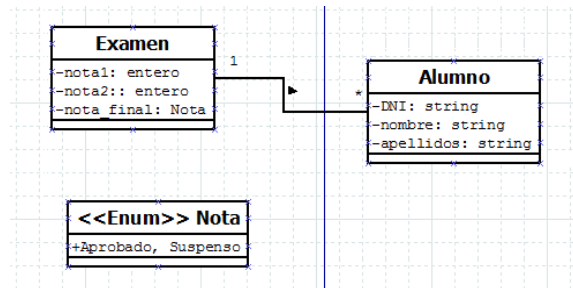 Examen
-nota1: entero
-nota2:: entero
-nota_final: Nota
1
*
Alumno
-DNI: string
-nombre: string
-apellidos: string
<<Enum>> Nota
+Aprobado, Suspenso